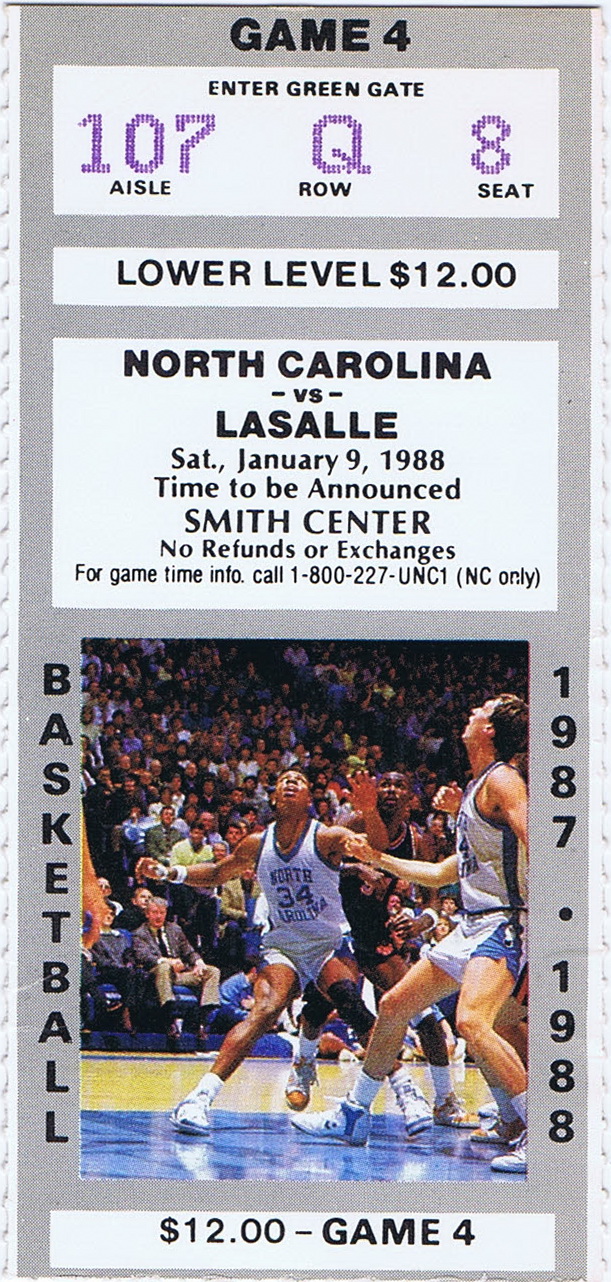 GAME 4
ENTER GREEN GATE
107 Q 8
AISLE ROW SEAT
LOWER LEVEL $12.00
NORTH CAROLINA
- vs -
LASALLE
Sat., January 9, 1988
Time to be Announced
SMITH CENTER
No Refunds or Exchanges
For game time info. call 1-800-227-UNC1 (NC only)
BASKETBALL
1987 • 1988
NORTH
34
CAROLINA
$12.00 – GAME 4